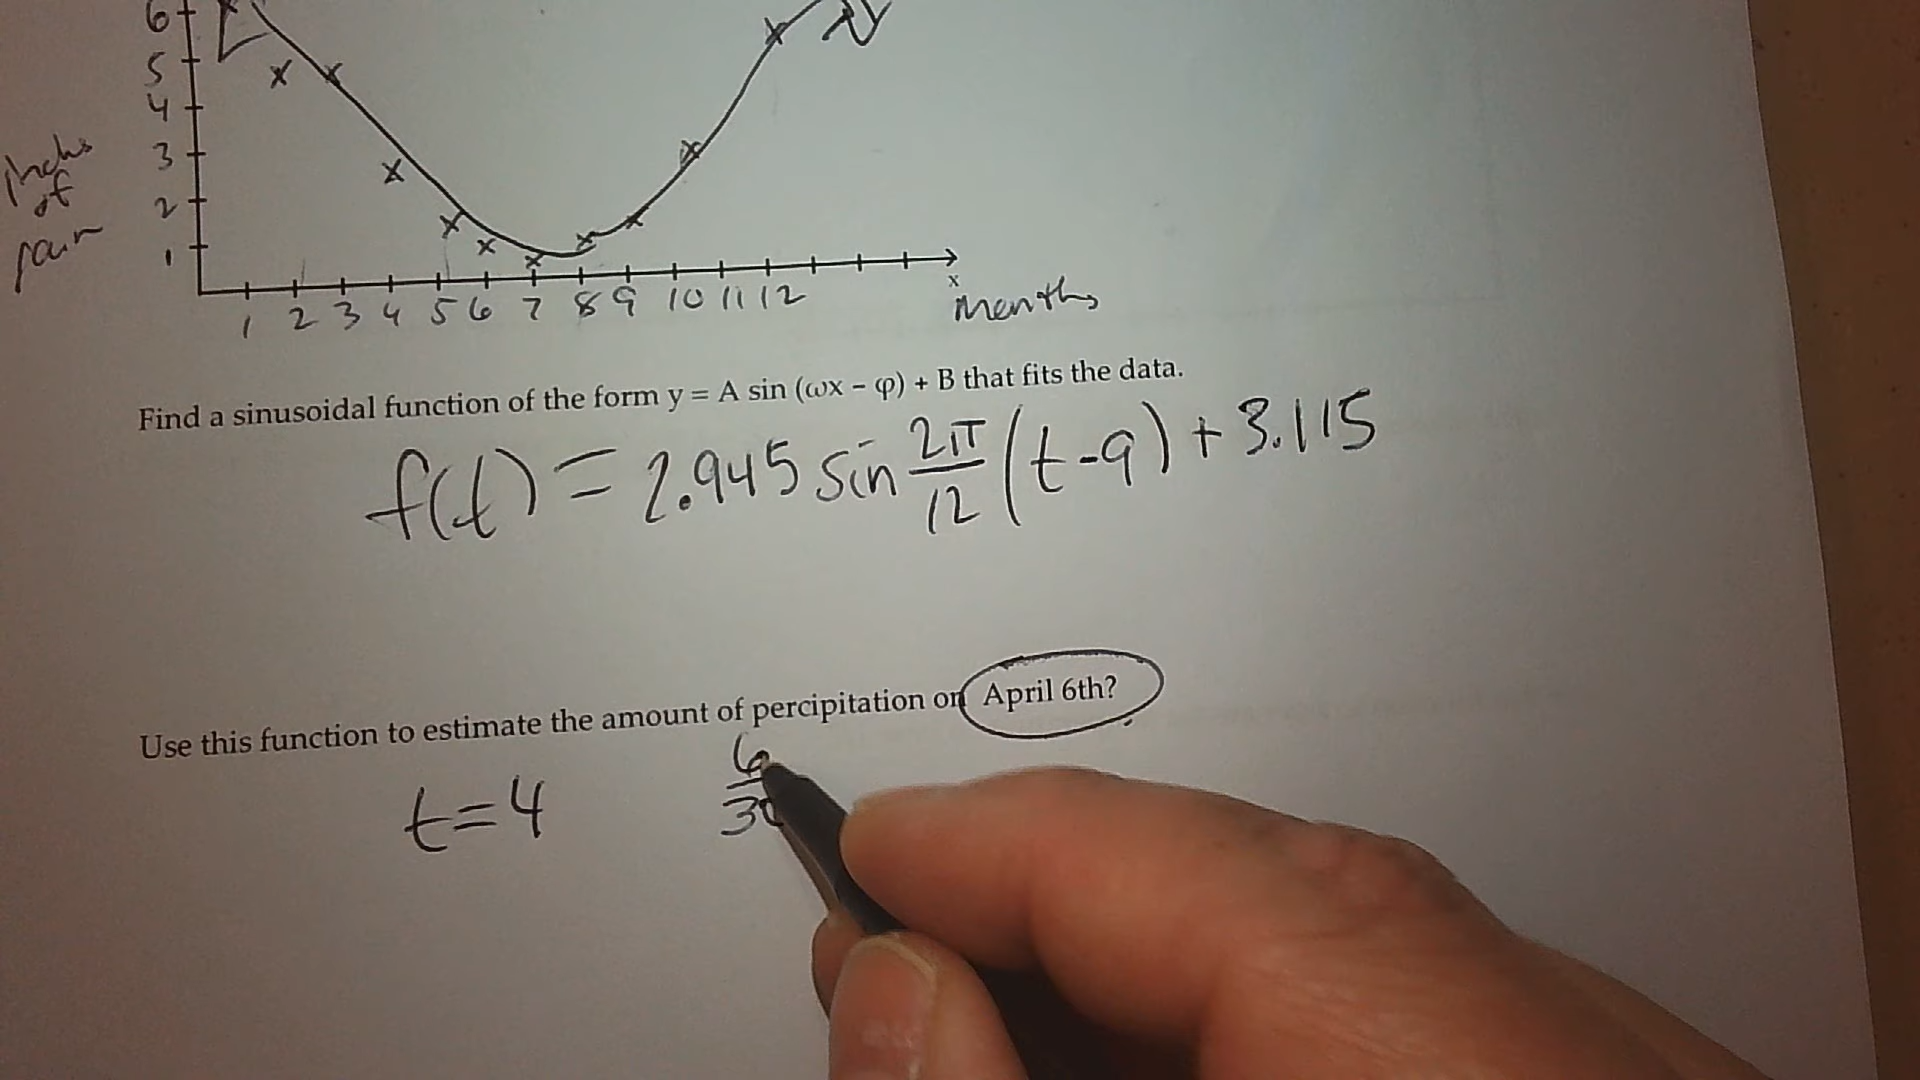 6
5
4
3
2
1
inches
of
rain
1 2 3 4 5 6 7 8 9 10 11 12
x
months
Find a sinusoidal function of the form y = A sin (ωx – φ) + B that fits the data.
f(t) = 2.945 sin 2π/12 (t-9) + 3.115
Use this function to estimate the amount of percipitation on April 6th?
t=4 6/30